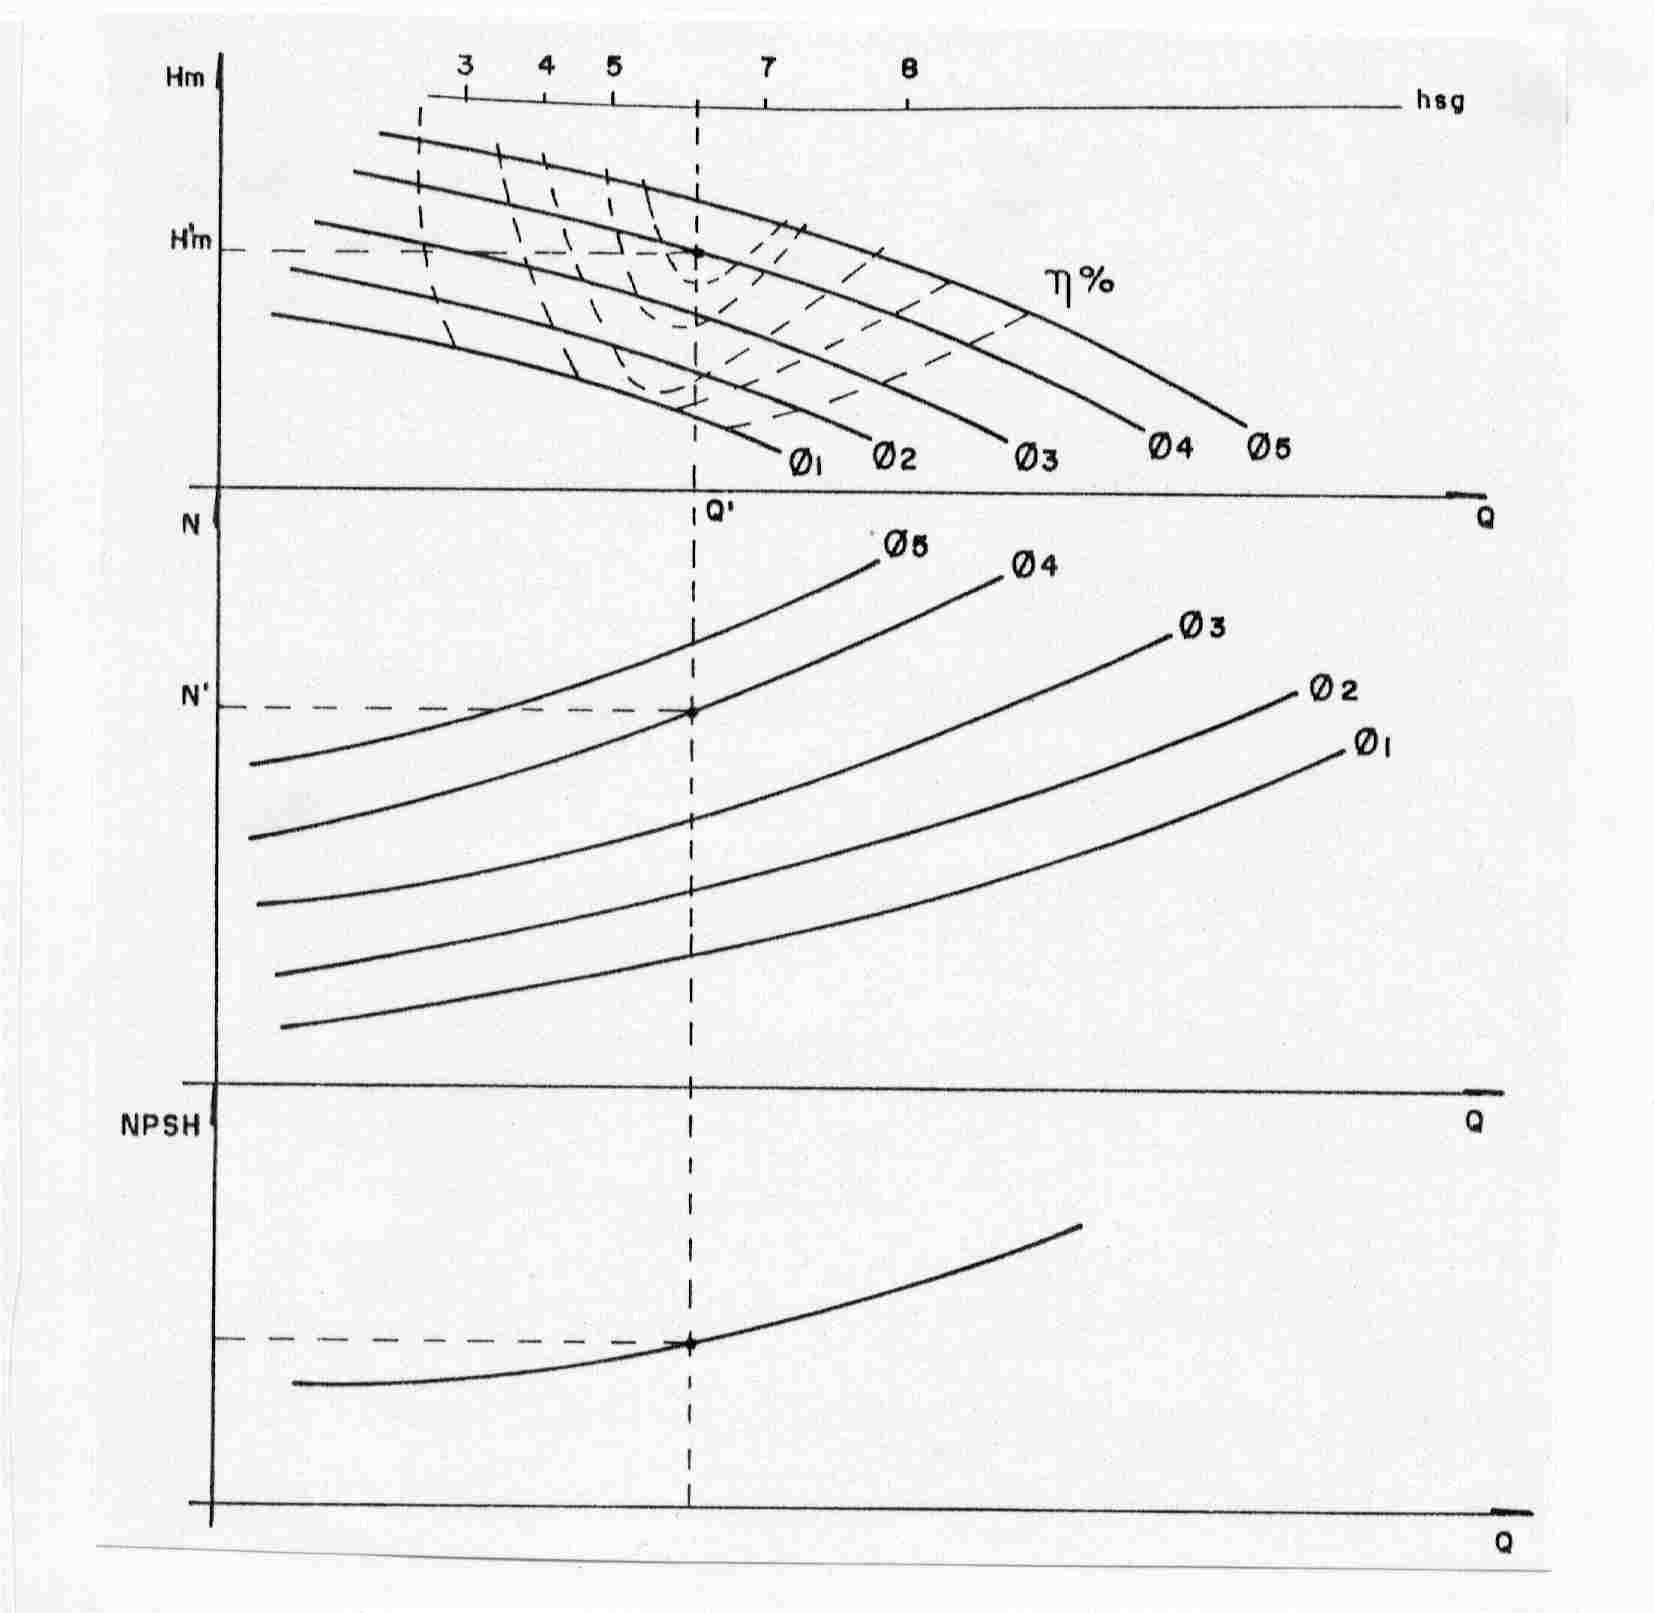 Hm 3 4 5 7 8 hsg
H'm
η%
Ø1 Ø2 Ø3 Ø4 Ø5
N Q' Q
Ø5
Ø4
Ø3
N'
Ø2
Ø1
NPSH Q
Q